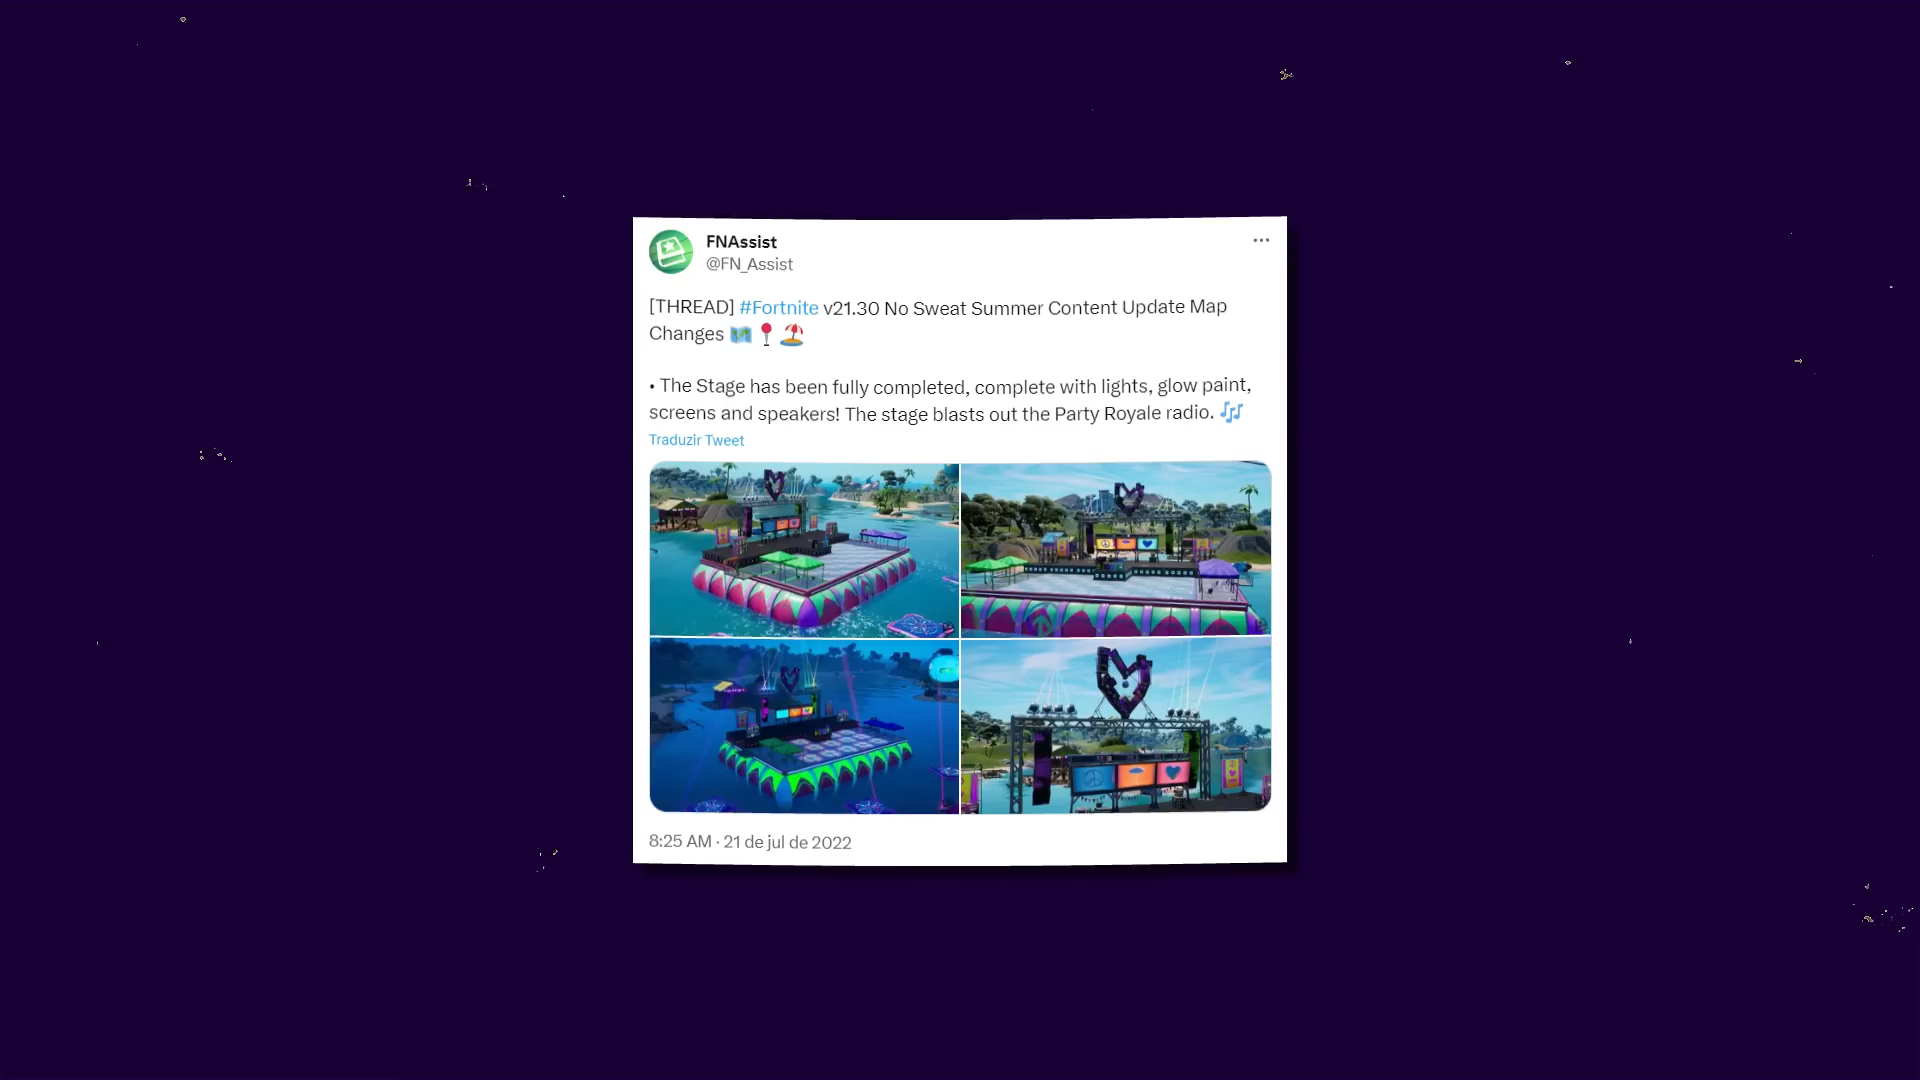 FNAssist
@FN_Assist
[THREAD] #Fortnite v21.30 No Sweat Summer Content Update Map
Changes 🗺️📍🏖️
• The Stage has been fully completed, complete with lights, glow paint,
screens and speakers! The stage blasts out the Party Royale radio. 🎶
Traduzir Tweet
8:25 AM · 21 de jul de 2022